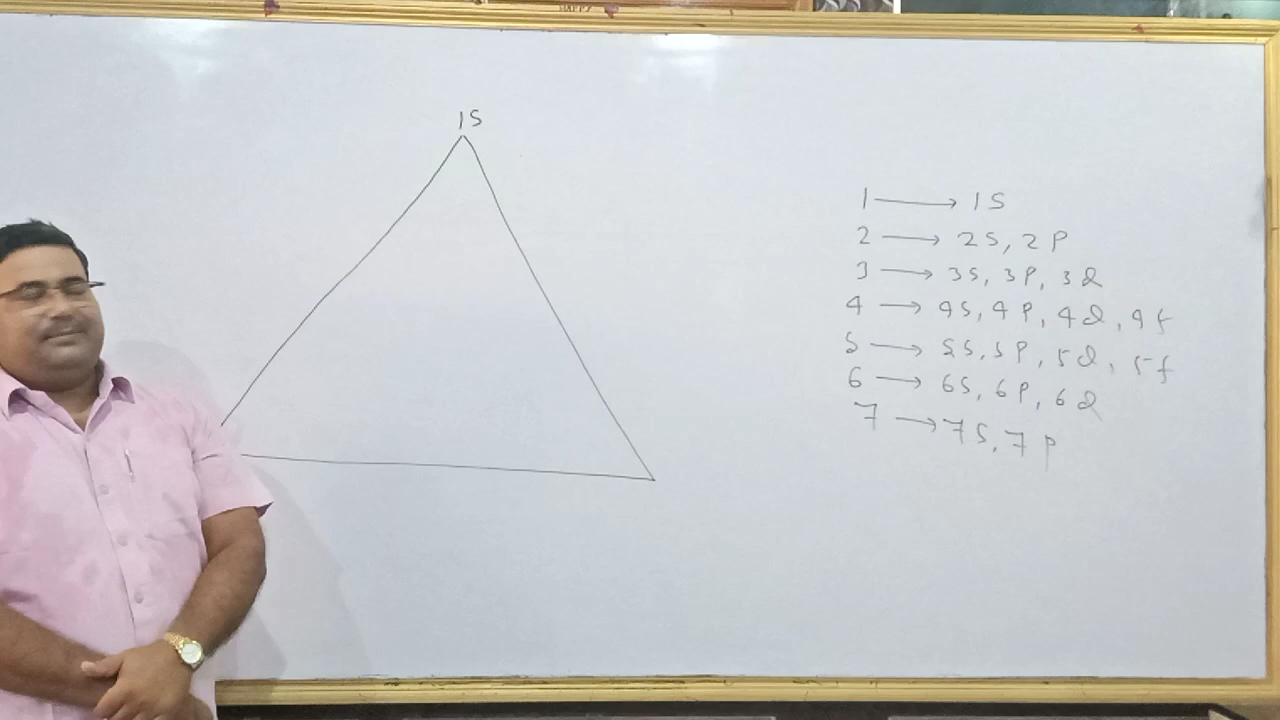 HAPPY
1S
1 → 1S
2 → 2S, 2P
3 → 3S, 3P, 3d
4 → 4S, 4P, 4d, 4f
5 → 5S, 5P, 5d, 5f
6 → 6S, 6P, 6d
7 → 7S, 7P